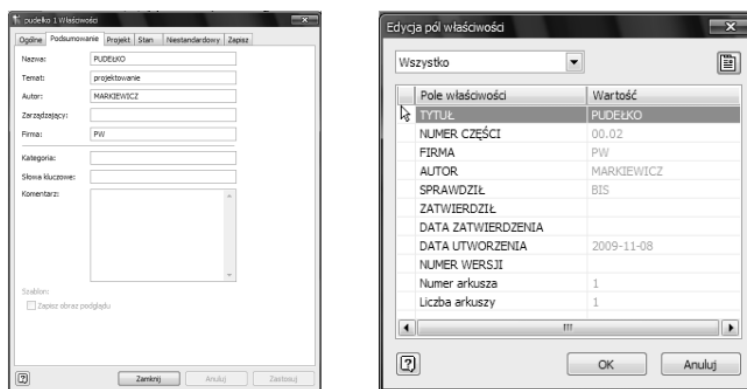 pudełko 1 Właściwości
Ogólne Podsumowanie Projekt Stan Niestandardowy Zapisz
Nazwa: PUDEŁKO
Temat: projektowanie
Autor: MARKIEWICZ
Zarządzający:
Firma: PW
Kategoria:
Słowa kluczowe:
Komentarz:
Szablon:
Zapisz obraz podglądu
Zamknij Anuluj Zastosuj
Edycja pól właściwości
Wszystko
Pole właściwości Wartość
TYTUŁ PUDEŁKO
NUMER CZĘŚCI 00.02
FIRMA PW
AUTOR MARKIEWICZ
SPRAWDZIŁ BIS
ZATWIERDZIŁ
DATA ZATWIERDZENIA
DATA UTWORZENIA 2009-11-08
NUMER WERSJI
Numer arkusza 1
Liczba arkuszy 1
OK Anuluj